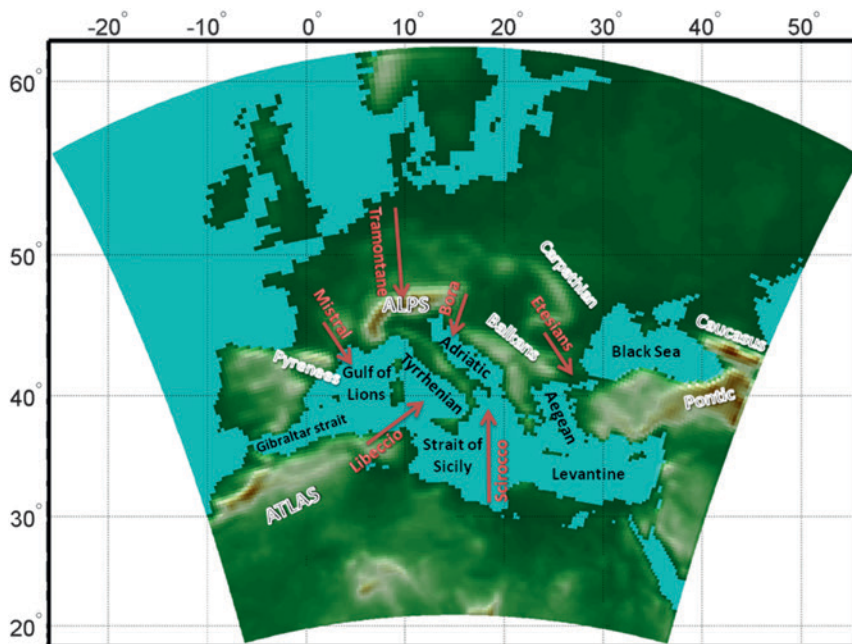 -20° -10° 0° 10° 20° 30° 40° 50°
60°
50°
40°
30°
20°
Tramontane
Carpathian
Mistral
ALPS
Bora
Etesians
Caucasus
Balkans
Black Sea
Pyrenees
Adriatic
Gulf of
Lions
Tyrrhenian
Pontic
Aegean
Gibraltar strait
Libeccio
Strait of
Sicily
Scirocco
Levantine
ATLAS